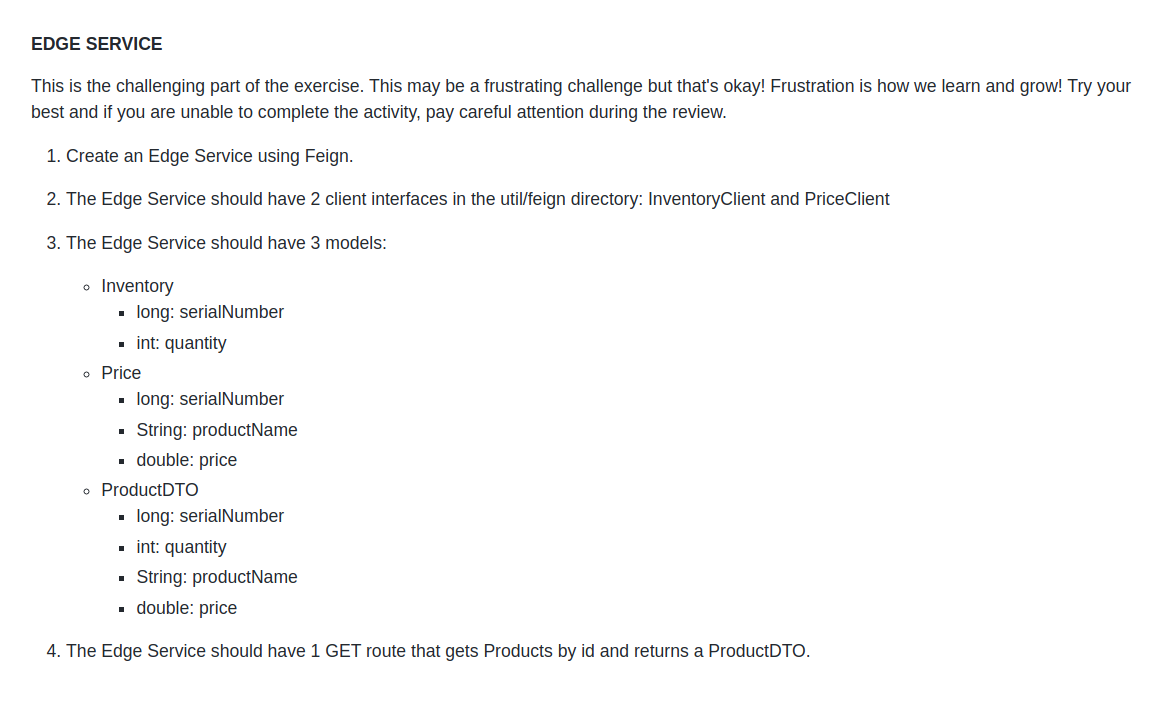 EDGE SERVICE
This is the challenging part of the exercise. This may be a frustrating challenge but that's okay! Frustration is how we learn and grow! Try your
best and if you are unable to complete the activity, pay careful attention during the review.
1. Create an Edge Service using Feign.
2. The Edge Service should have 2 client interfaces in the util/feign directory: InventoryClient and PriceClient
3. The Edge Service should have 3 models:
Inventory
long: serialNumber
int: quantity
Price
long: serialNumber
String: productName
double: price
ProductDTO
long: serialNumber
int: quantity
String: productName
double: price
4. The Edge Service should have 1 GET route that gets Products by id and returns a ProductDTO.